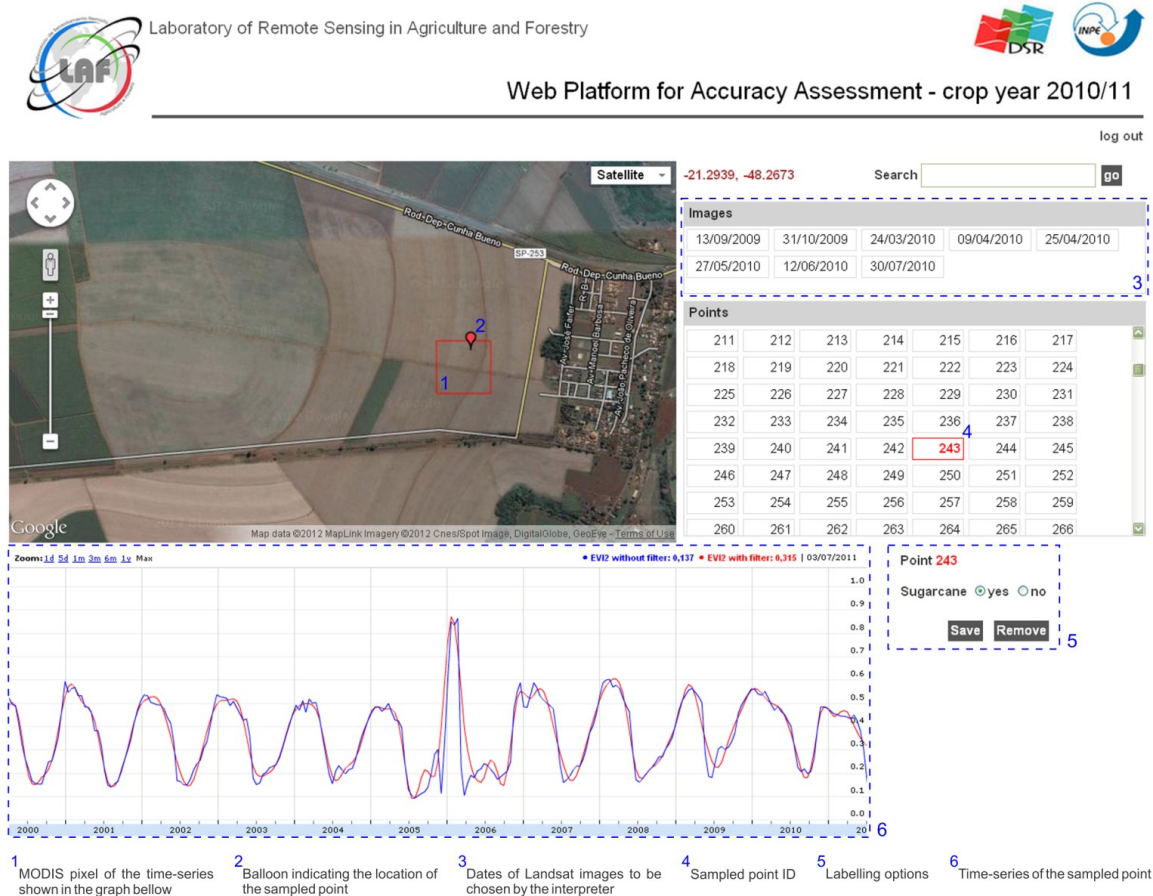 LAF
Laboratory of Remote Sensing in Agriculture and Forestry
DSR
INPE
Web Platform for Accuracy Assessment - crop year 2010/11
log out
Satellite
Rod-Dep-Cunha Bueno
SP-253
Rod-Dep-Cunha Bueno
Av-José Farfer
R-B
Av-Manoel Barbosa
Av-João Pacheco de Oliveira
2
1
Google
Map data ©2012 MapLink Imagery ©2012 Cnes/Spot Image, DigitalGlobe, GeoEye - Terms of Use
-21.2939, -48.2673
Search
go
Images
13/09/2009 31/10/2009 24/03/2010 09/04/2010 25/04/2010
27/05/2010 12/06/2010 30/07/2010
3
Points
211 212 213 214 215 216 217
218 219 220 221 222 223 224
225 226 227 228 229 230 231
232 233 234 235 236 237 238
4
239 240 241 242 243 244 245
246 247 248 249 250 251 252
253 254 255 256 257 258 259
260 261 262 263 264 265 266
Zoom: 1d 5d 1m 3m 6m 1y Max
EVI2 without filter: 0,137 EVI2 with filter: 0,315 | 03/07/2011
1.0
0.9
0.8
0.7
0.6
0.5
0.4
0.3
0.2
0.1
0.0
2000 2001 2002 2003 2004 2005 2006 2007 2008 2009 2010 20
6
Point 243
Sugarcane yes no
Save Remove
5
1 MODIS pixel of the time-series
shown in the graph bellow
2 Balloon indicating the location of
the sampled point
3 Dates of Landsat images to be
chosen by the interpreter
4 Sampled point ID
5 Labelling options
6 Time-series of the sampled point